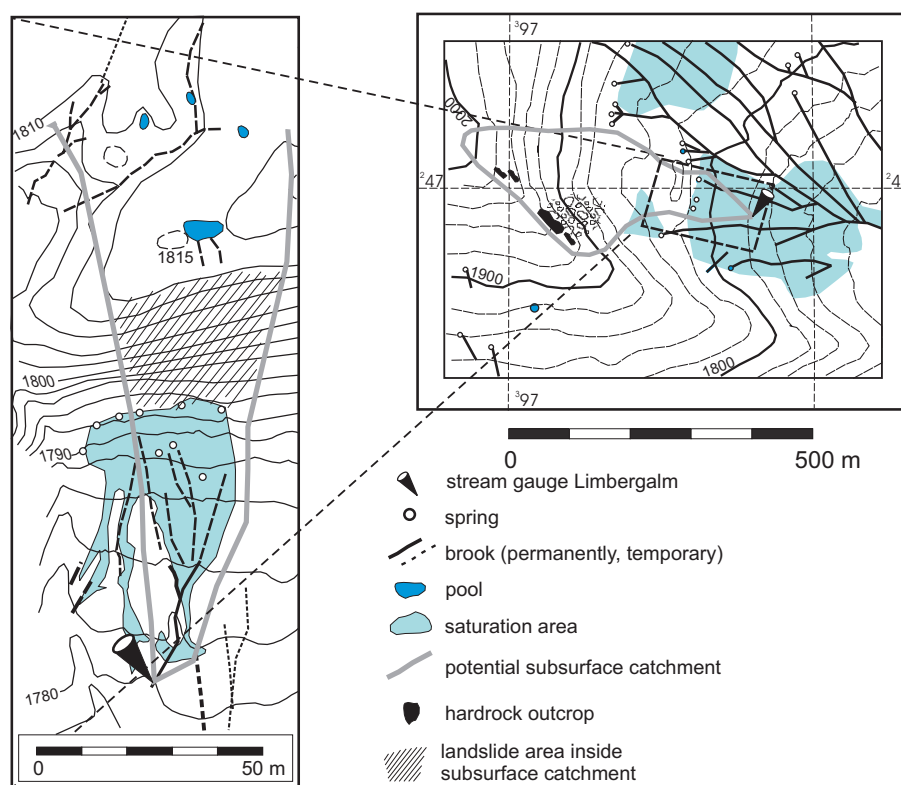 1810
1815
1800
1790
1780
0 50 m
³97
2000
²47
²4
1900
1800
³97
0 500 m
stream gauge Limbergalm
spring
brook (permanently, temporary)
pool
saturation area
potential subsurface catchment
hardrock outcrop
landslide area inside
subsurface catchment